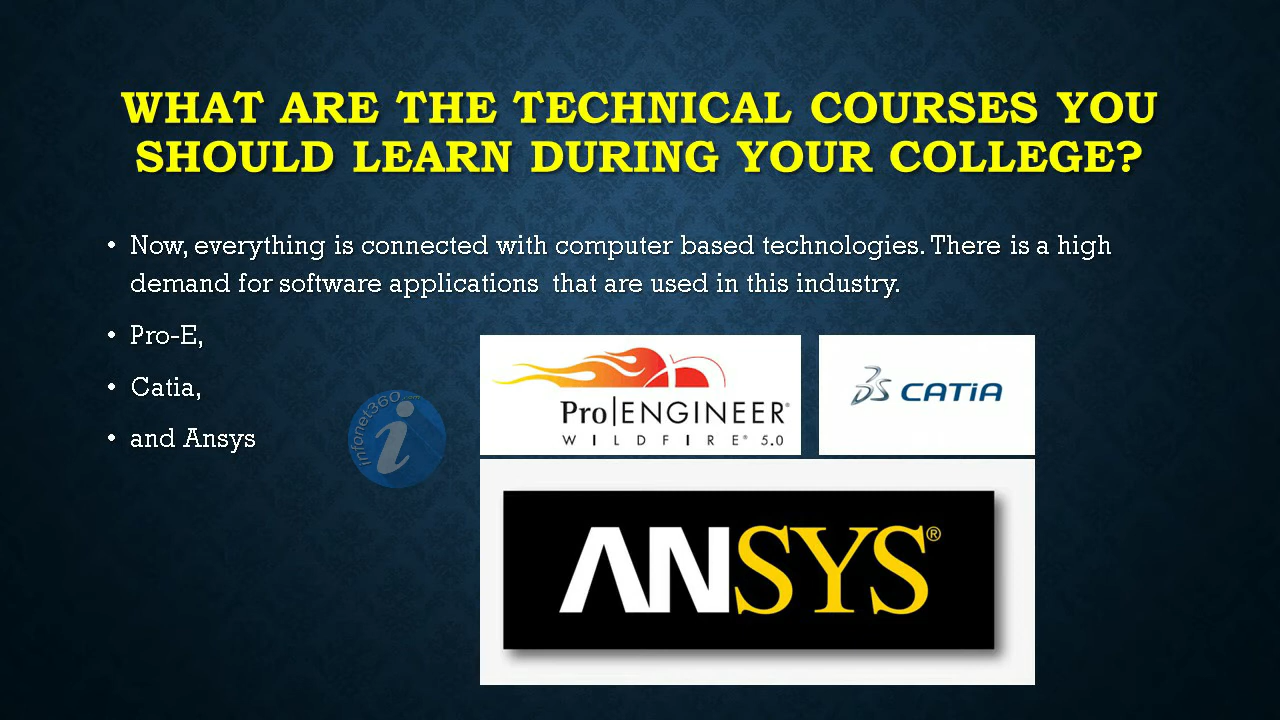 WHAT ARE THE TECHNICAL COURSES YOU
SHOULD LEARN DURING YOUR COLLEGE?
• Now, everything is connected with computer based technologies. There is a high
demand for software applications  that are used in this industry.
• Pro-E,
• Catia,
• and Ansys
infonet360.com
i
Pro|ENGINEER®
WILDFIRE® 5.0
CATIA
ANSYS®